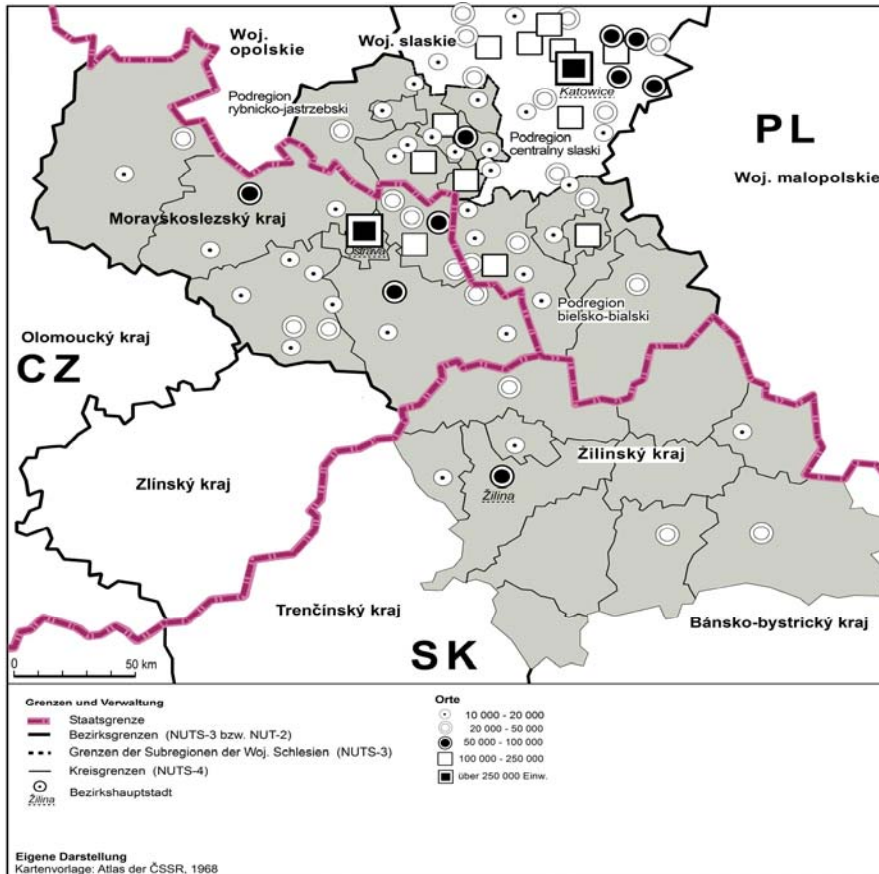 Woj.
opolskie
Woj. slaskie
Podregion
rybnicko-jastrzebski
Katowice
Podregion
centralny slaski
PL
Woj. malopolskie
Moravskoslezský kraj
Ostrava
Podregion
bielsko-bialski
Olomoucký kraj
CZ
Žilinský kraj
Zlínský kraj
Žilina
Trenčínský kraj
Bánsko-bystrický kraj
SK
0 50 km
Grenzen und Verwaltung
Staatsgrenze
Bezirksgrenzen (NUTS-3 bzw. NUT-2)
Grenzen der Subregionen der Woj. Schlesien (NUTS-3)
Kreisgrenzen (NUTS-4)
Žilina Bezirkshauptstadt
Orte
10 000 - 20 000
20 000 - 50 000
50 000 - 100 000
100 000 - 250 000
über 250 000 Einw.
Eigene Darstellung
Kartenvorlage: Atlas der ČSSR, 1968